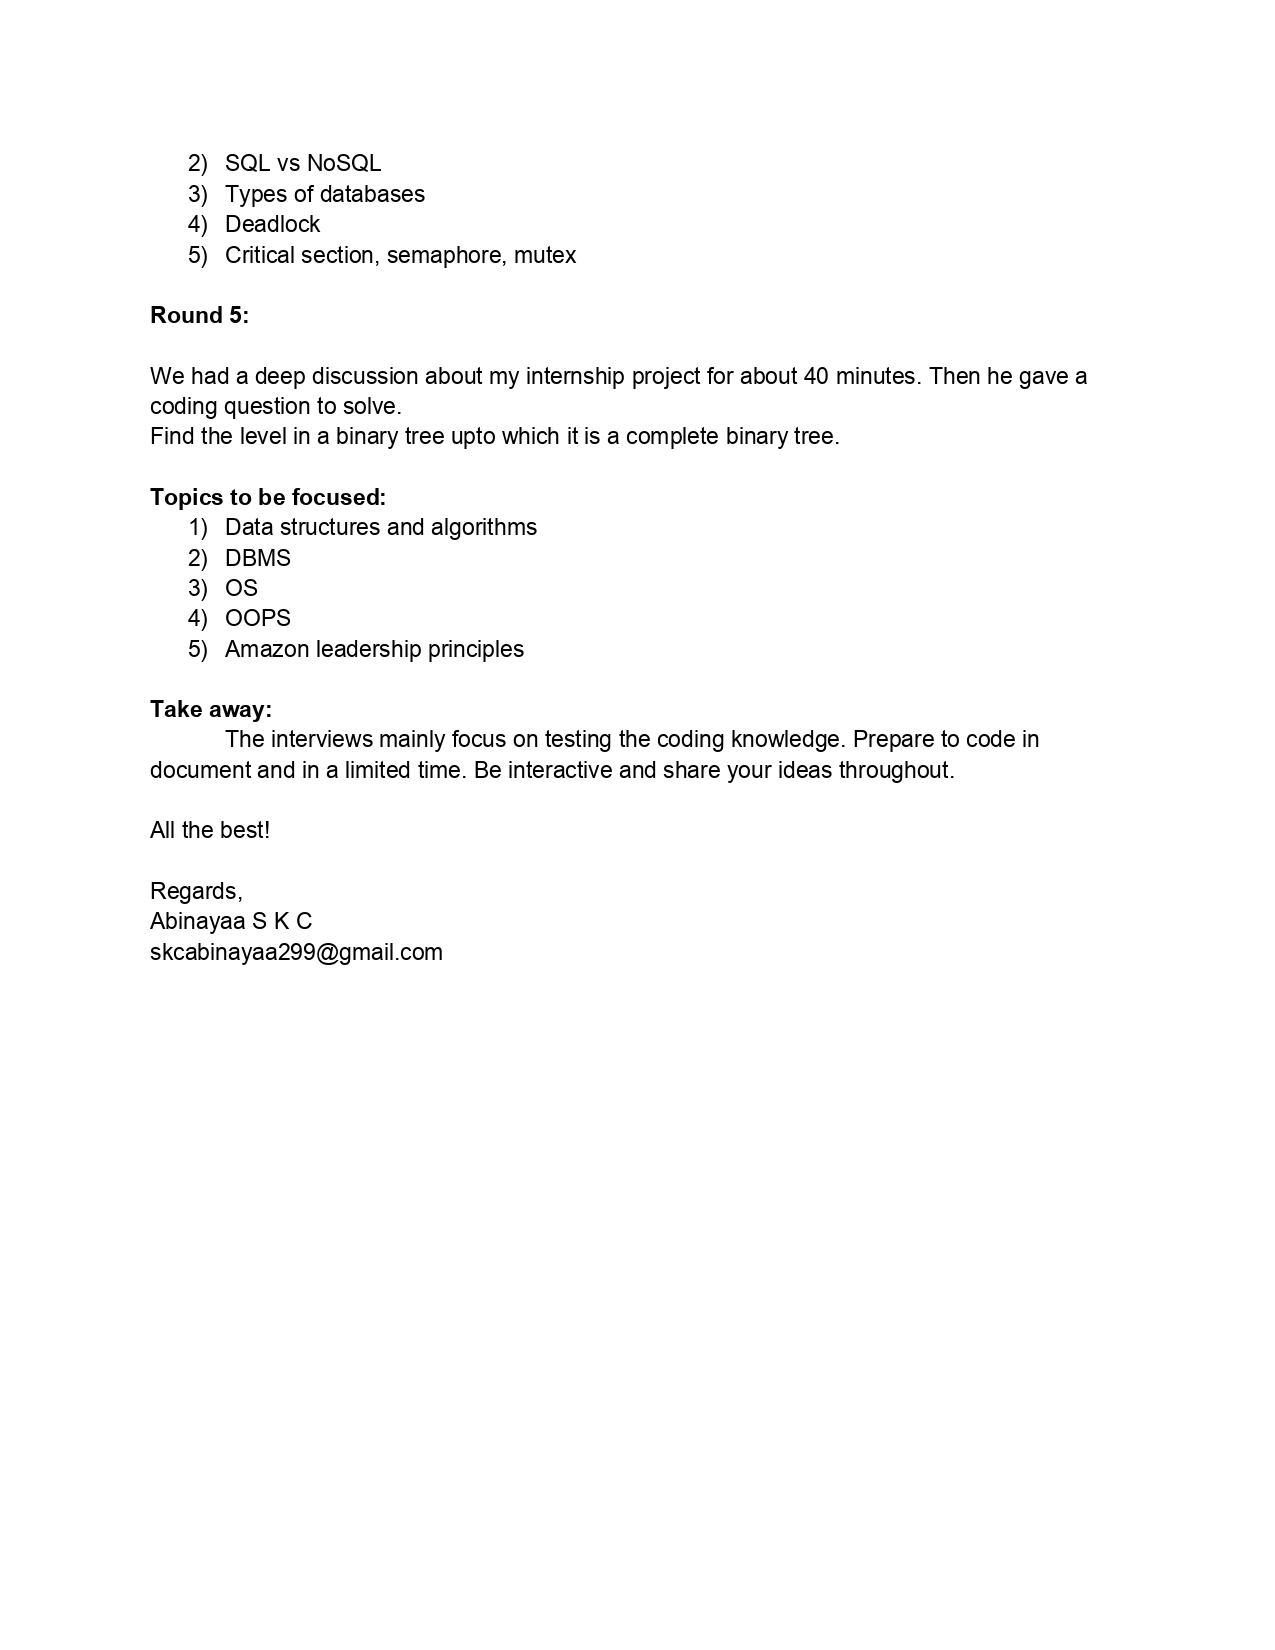 2) SQL vs NoSQL
3) Types of databases
4) Deadlock
5) Critical section, semaphore, mutex
Round 5:
We had a deep discussion about my internship project for about 40 minutes. Then he gave a
coding question to solve.
Find the level in a binary tree upto which it is a complete binary tree.
Topics to be focused:
1) Data structures and algorithms
2) DBMS
3) OS
4) OOPS
5) Amazon leadership principles
Take away:
The interviews mainly focus on testing the coding knowledge. Prepare to code in
document and in a limited time. Be interactive and share your ideas throughout.
All the best!
Regards,
Abinayaa S K C
skcabinayaa299@gmail.com